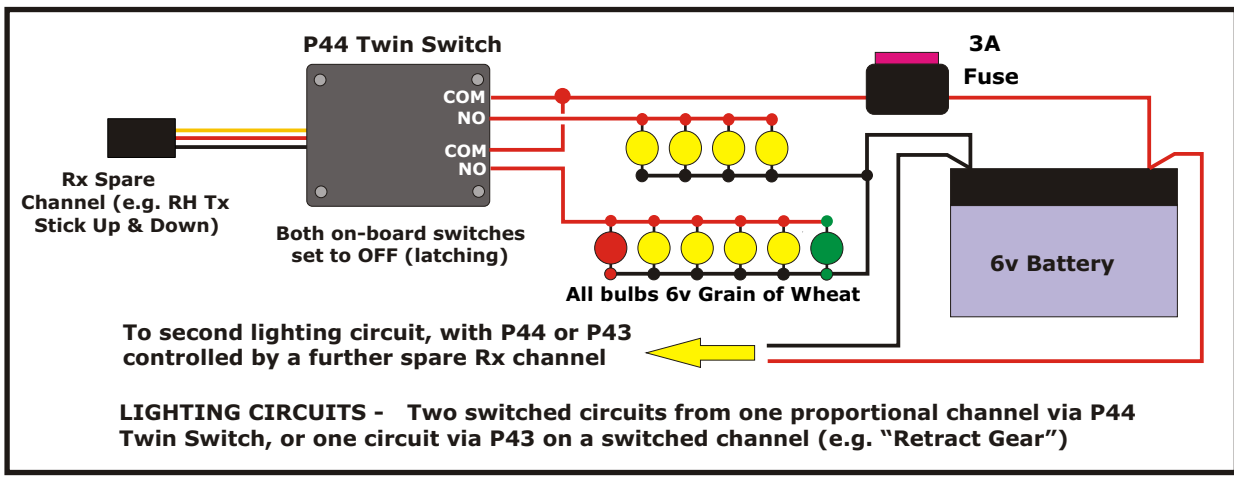 P44 Twin Switch
3A
Fuse
COM
NO
COM
NO
Rx Spare
Channel (e.g. RH Tx
Stick Up & Down)
Both on-board switches
set to OFF (latching)
6v Battery
All bulbs 6v Grain of Wheat
To second lighting circuit, with P44 or P43
controlled by a further spare Rx channel
LIGHTING CIRCUITS - Two switched circuits from one proportional channel via P44
Twin Switch, or one circuit via P43 on a switched channel (e.g. “Retract Gear”)